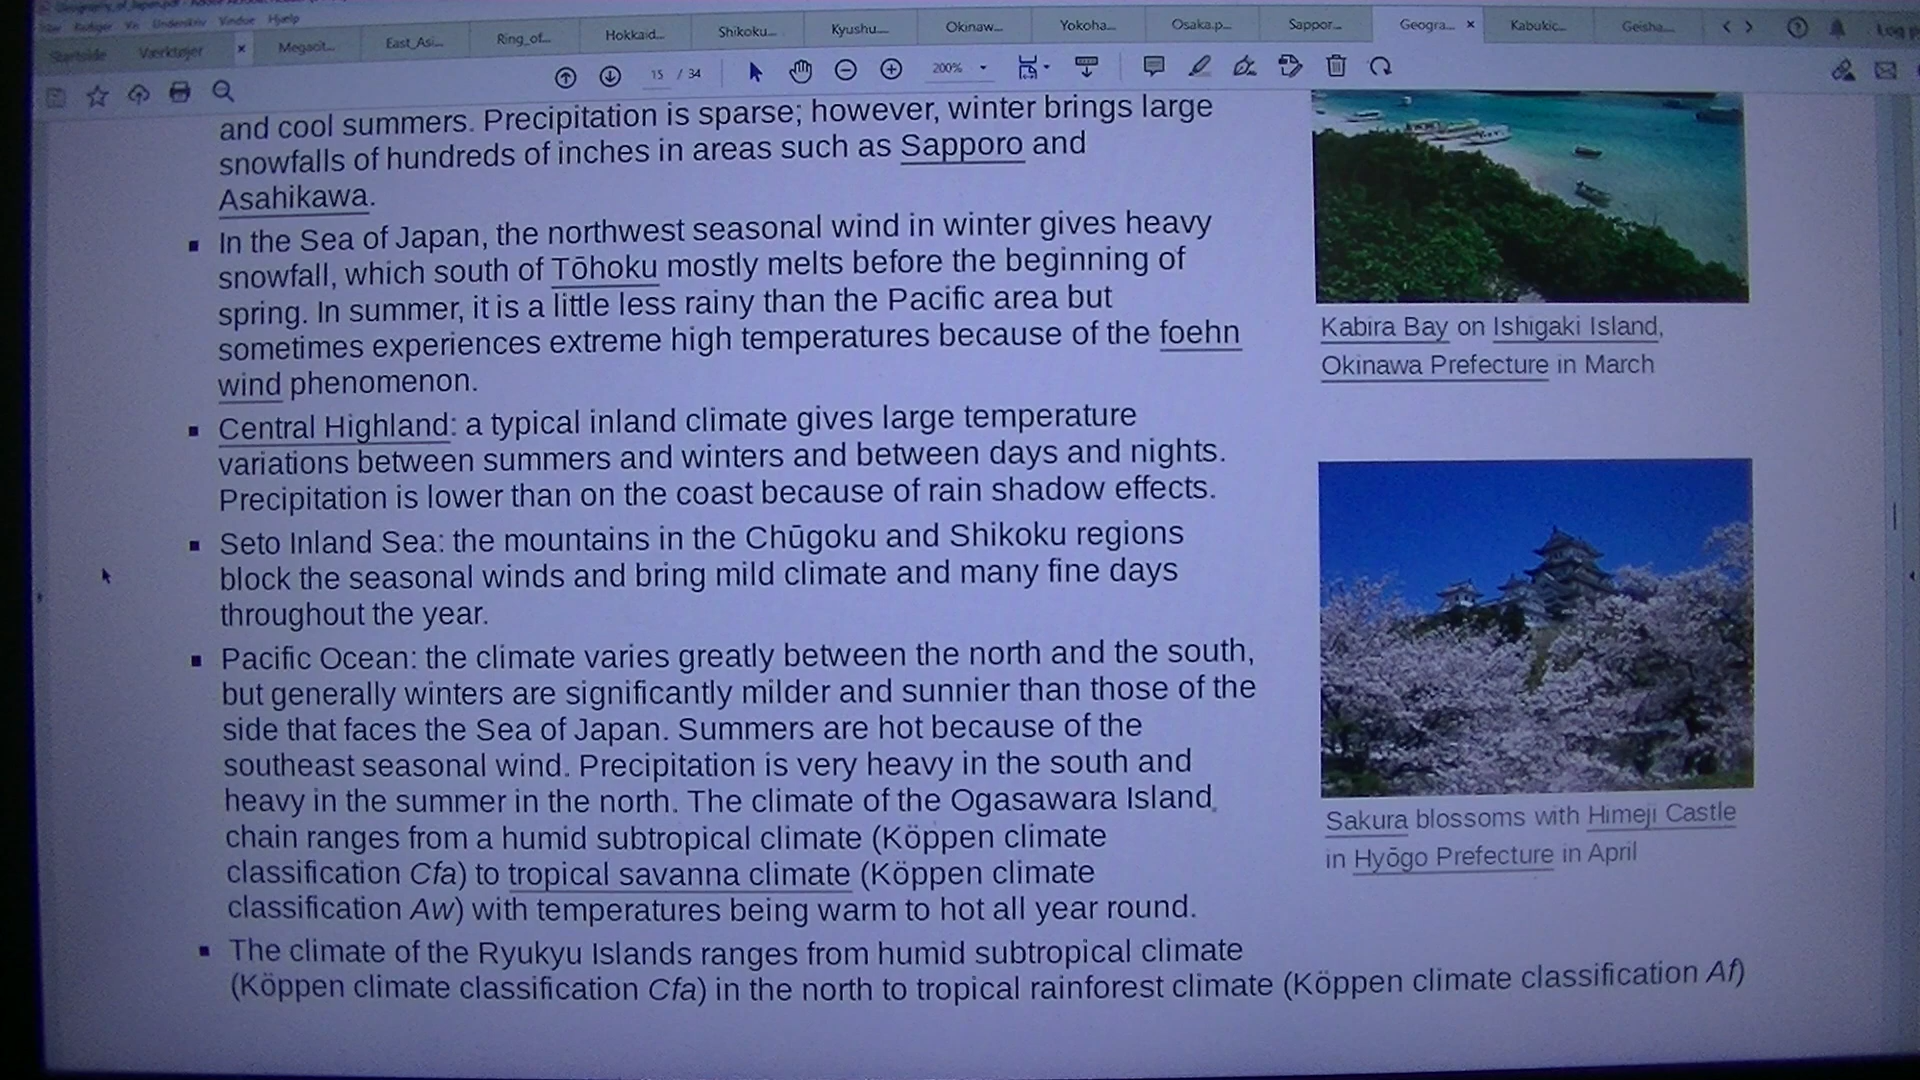 Geography_of_Japan.pdf
Vis Underskriv Vindue Hjælp
Startside Værktøjer Megacit... East_Asi... Ring_of... Hokkaid... Shikoku... Kyushu.... Okinaw... Yokoha... Osaka.p... Sappor... Geogra... Kabukic... Geisha...
15 / 34 200%
and cool summers. Precipitation is sparse; however, winter brings large
snowfalls of hundreds of inches in areas such as Sapporo and
Asahikawa.
In the Sea of Japan, the northwest seasonal wind in winter gives heavy
snowfall, which south of Tōhoku mostly melts before the beginning of
spring. In summer, it is a little less rainy than the Pacific area but
sometimes experiences extreme high temperatures because of the foehn
wind phenomenon.
Central Highland: a typical inland climate gives large temperature
variations between summers and winters and between days and nights.
Precipitation is lower than on the coast because of rain shadow effects.
Seto Inland Sea: the mountains in the Chūgoku and Shikoku regions
block the seasonal winds and bring mild climate and many fine days
throughout the year.
Pacific Ocean: the climate varies greatly between the north and the south,
but generally winters are significantly milder and sunnier than those of the
side that faces the Sea of Japan. Summers are hot because of the
southeast seasonal wind. Precipitation is very heavy in the south and
heavy in the summer in the north. The climate of the Ogasawara Island
chain ranges from a humid subtropical climate (Köppen climate
classification Cfa) to tropical savanna climate (Köppen climate
classification Aw) with temperatures being warm to hot all year round.
The climate of the Ryukyu Islands ranges from humid subtropical climate
(Köppen climate classification Cfa) in the north to tropical rainforest climate (Köppen climate classification Af)
Kabira Bay on Ishigaki Island,
Okinawa Prefecture in March
Sakura blossoms with Himeji Castle
in Hyōgo Prefecture in April